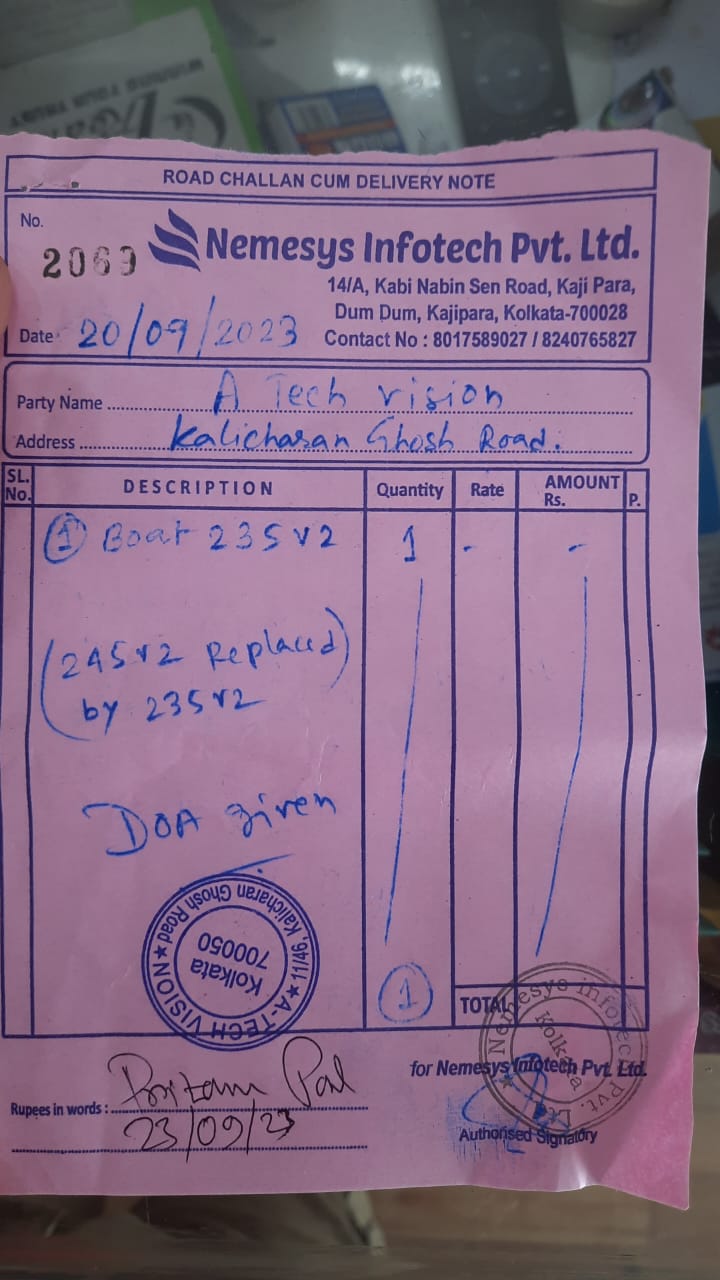 ROAD CHALLAN CUM DELIVERY NOTE
No.
2069
Nemesys Infotech Pvt. Ltd.
14/A, Kabi Nabin Sen Road, Kaji Para,
Dum Dum, Kajipara, Kolkata-700028
Contact No : 8017589027 / 8240765827
Date 20/09/2023
Party Name A Tech vision
Address Kalicharan Ghosh Road.
SL. No. DESCRIPTION Quantity Rate AMOUNT Rs. P.
1 Boat 235 V2 1 - -
(245 V2 Replaced
by 235 V2)
DOA given
A-TECH VISION ★ 11/46, Kalicharan Ghosh Road ★
Kolkata
700050
1 TOTAL
Nemesys Infotech Pvt. Lt
Kolkata
for Nemesys Infotech Pvt. Ltd.
Rupees in words : Pritam Pal
23/09/23
Authorised Signatory